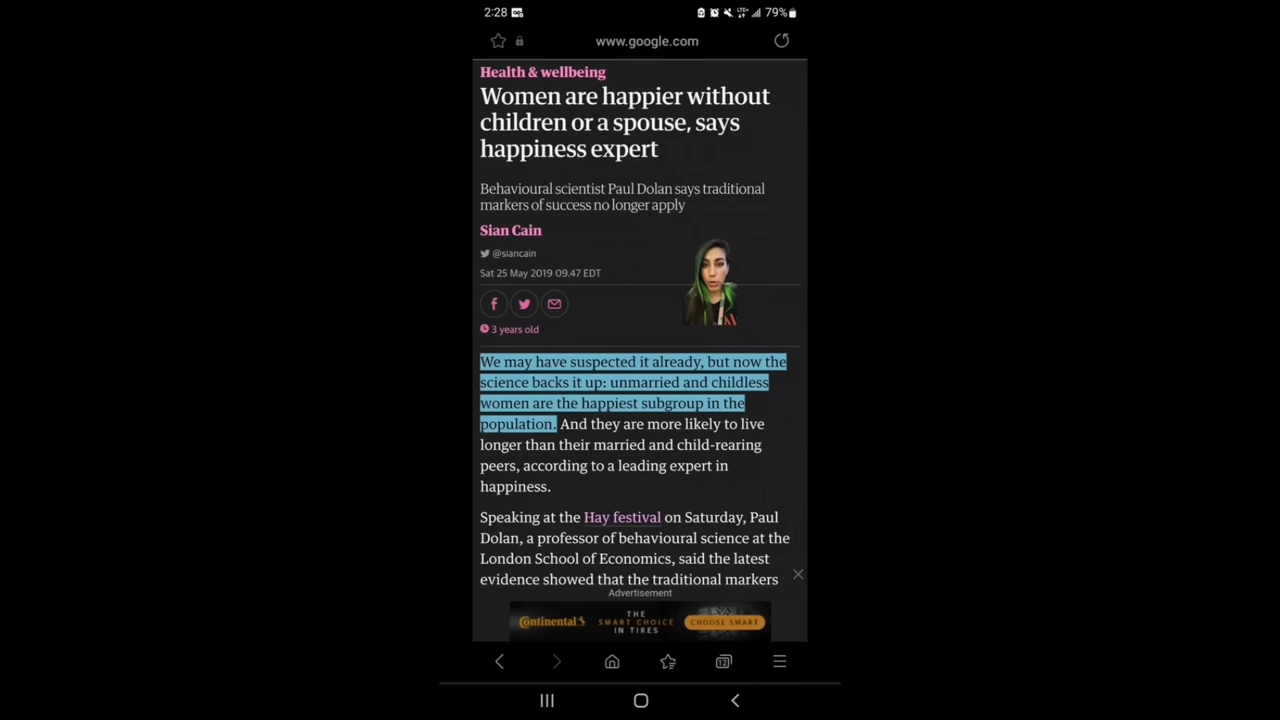 2:28
79%
www.google.com
Health & wellbeing
Women are happier without
children or a spouse, says
happiness expert
Behavioural scientist Paul Dolan says traditional
markers of success no longer apply
Sian Cain
@siancain
Sat 25 May 2019 09.47 EDT
3 years old
We may have suspected it already, but now the
science backs it up: unmarried and childless
women are the happiest subgroup in the
population. And they are more likely to live
longer than their married and child-rearing
peers, according to a leading expert in
happiness.
Speaking at the Hay festival on Saturday, Paul
Dolan, a professor of behavioural science at the
London School of Economics, said the latest
evidence showed that the traditional markers
Advertisement
Continental
THE
SMART CHOICE
IN TIRES
CHOOSE SMART
12